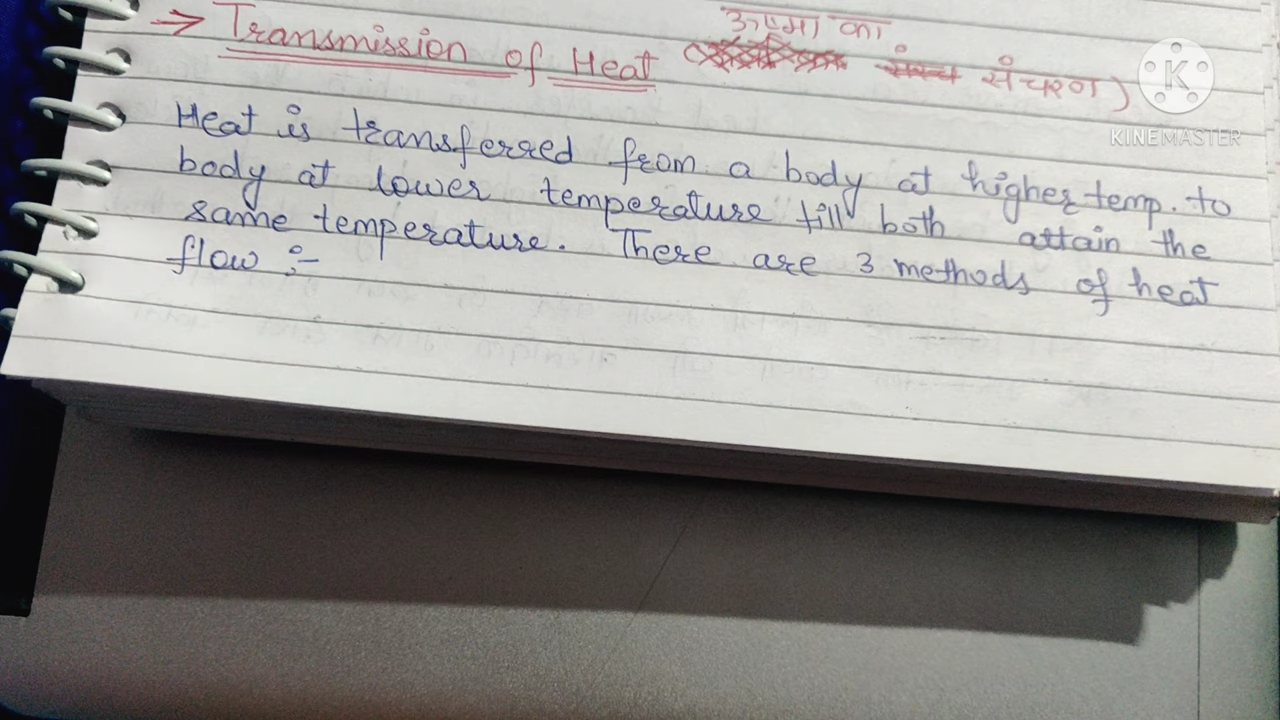 → Transmission of Heat (ऊष्मा का संचरण)
Heat is transferred from a body at higher temp. to
body at lower temperature till both attain the
same temperature. There are 3 methods of heat
flow :-
KINEMASTER